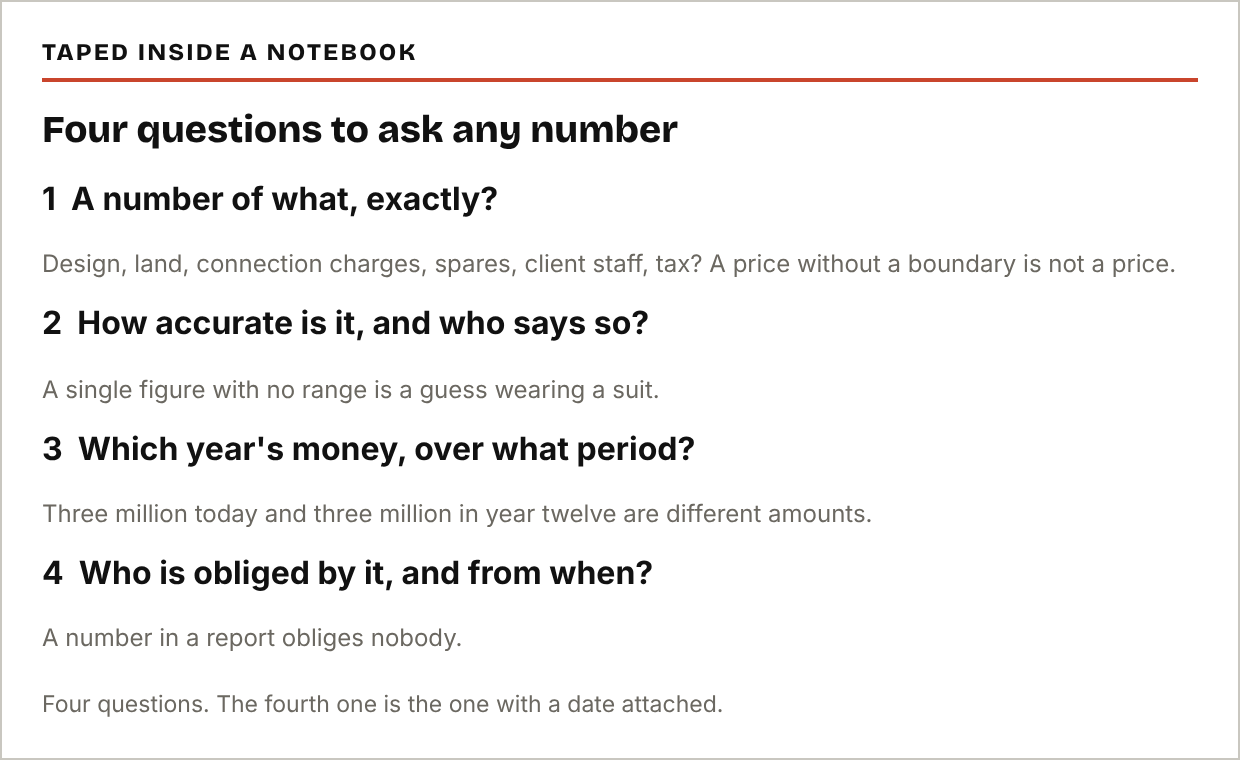 TAPED INSIDE A NOTEBOOK
Four questions to ask any number
1 A number of what, exactly?
Design, land, connection charges, spares, client staff, tax? A price without a boundary is not a price.
2 How accurate is it, and who says so?
A single figure with no range is a guess wearing a suit.
3 Which year's money, over what period?
Three million today and three million in year twelve are different amounts.
4 Who is obliged by it, and from when?
A number in a report obliges nobody.
Four questions. The fourth one is the one with a date attached.